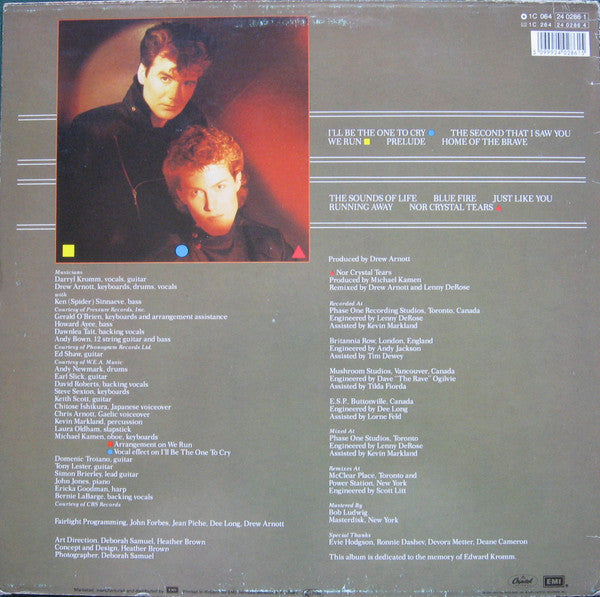 1C 064 24 0286 1
1C 264 24 0286 4
5 099924 028615
I'LL BE THE ONE TO CRY THE SECOND THAT I SAW YOU
WE RUN PRELUDE HOME OF THE BRAVE
THE SOUNDS OF LIFE BLUE FIRE JUST LIKE YOU
RUNNING AWAY NOR CRYSTAL TEARS
Musicians
Darryl Kromm, vocals, guitar
Drew Arnott, keyboards, drums, vocals
with
Ken (Spider) Sinnaeve, bass
Courtesy of Pressure Records, Inc.
Gerald O'Brien, keyboards and arrangement assistance
Howard Ayee, bass
Dawnlea Tait, backing vocals
Andy Bown, 12 string guitar and bass
Courtesy of Phonogram Records Ltd.
Ed Shaw, guitar
Courtesy of W.E.A. Music
Andy Newmark, drums
Earl Slick, guitar
David Roberts, backing vocals
Steve Sexton, keyboards
Keith Scott, guitar
Chitose Ishikura, Japanese voiceover
Chris Arnott, Gaelic voiceover
Kevin Markland, percussion
Laura Oldham, slapstick
Michael Kamen, oboe, keyboards
Arrangement on We Run
Vocal effect on I'll Be The One To Cry
Domenic Troiano, guitar
Tony Lester, guitar
Simon Brierley, lead guitar
John Jones, piano
Ericka Goodman, harp
Bernie LaBarge, backing vocals
Courtesy of CBS Records
Fairlight Programming, John Forbes, Jean Piche, Dee Long, Drew Arnott
Art Direction, Deborah Samuel, Heather Brown
Concept and Design, Heather Brown
Photographer, Deborah Samuel
Produced by Drew Arnott
Nor Crystal Tears
Produced by Michael Kamen
Remixed by Drew Arnott and Lenny DeRose
Recorded At
Phase One Recording Studios, Toronto, Canada
Engineered by Lenny DeRose
Assisted by Kevin Markland
Britannia Row, London, England
Engineered by Andy Jackson
Assisted by Tim Dewey
Mushroom Studios, Vancouver, Canada
Engineered by Dave "The Rave" Ogilvie
Assisted by Tilda Fiorda
E.S.P., Buttonville, Canada
Engineered by Dee Long
Assisted by Lorne Feld
Mixed At
Phase One Studios, Toronto
Engineered by Lenny DeRose
Assisted by Kevin Markland
Remixes at
McClear Place, Toronto and
Power Station, New York
Engineered by Scott Litt
Mastered By
Bob Ludwig
Masterdisk, New York
Special Thanks
Evie Hodgson, Ronnie Dashev, Devora Metter, Deane Cameron
This album is dedicated to the memory of Edward Kromm.
Marketed, manufactured and distributed by EMI
Capitol
EMI